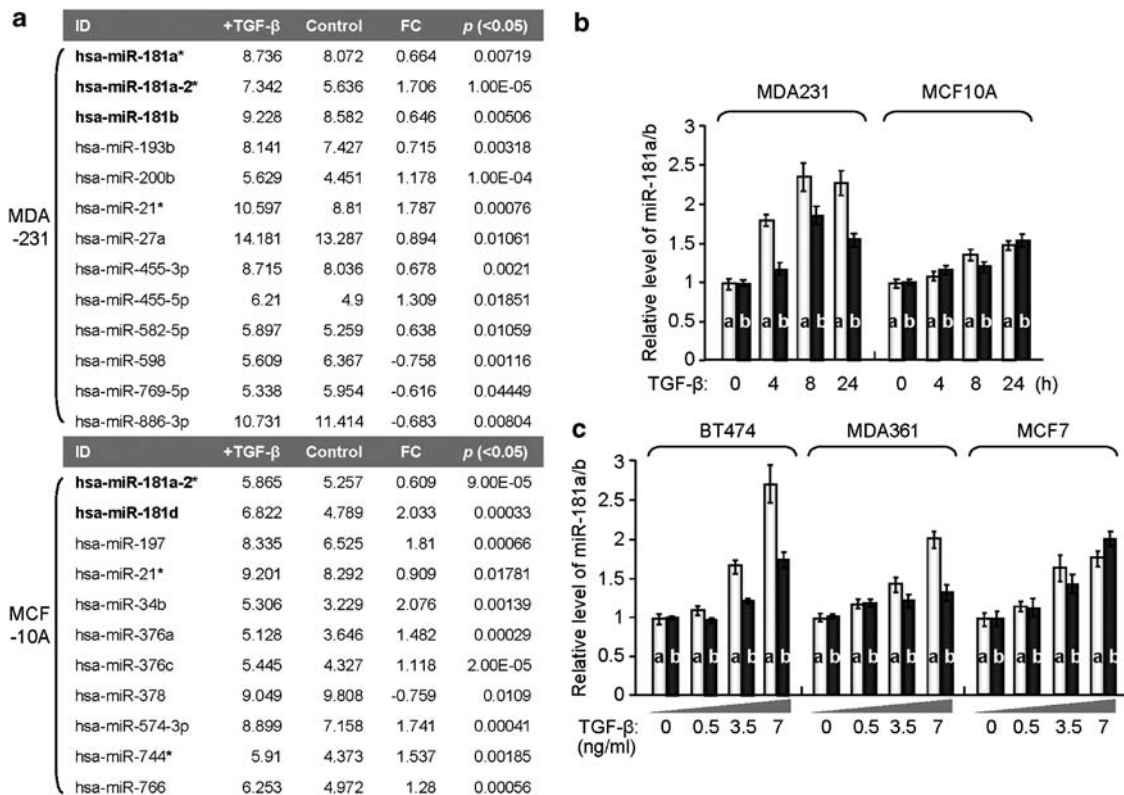 a
ID +TGF-β Control FC p (<0.05)
MDA
-231
hsa-miR-181a* 8.736 8.072 0.664 0.00719
hsa-miR-181a-2* 7.342 5.636 1.706 1.00E-05
hsa-miR-181b 9.228 8.582 0.646 0.00506
hsa-miR-193b 8.141 7.427 0.715 0.00318
hsa-miR-200b 5.629 4.451 1.178 1.00E-04
hsa-miR-21* 10.597 8.81 1.787 0.00076
hsa-miR-27a 14.181 13.287 0.894 0.01061
hsa-miR-455-3p 8.715 8.036 0.678 0.0021
hsa-miR-455-5p 6.21 4.9 1.309 0.01851
hsa-miR-582-5p 5.897 5.259 0.638 0.01059
hsa-miR-598 5.609 6.367 -0.758 0.00116
hsa-miR-769-5p 5.338 5.954 -0.616 0.04449
hsa-miR-886-3p 10.731 11.414 -0.683 0.00804
ID +TGF-β Control FC p (<0.05)
MCF
-10A
hsa-miR-181a-2* 5.865 5.257 0.609 9.00E-05
hsa-miR-181d 6.822 4.789 2.033 0.00033
hsa-miR-197 8.335 6.525 1.81 0.00066
hsa-miR-21* 9.201 8.292 0.909 0.01781
hsa-miR-34b 5.306 3.229 2.076 0.00139
hsa-miR-376a 5.128 3.646 1.482 0.00029
hsa-miR-376c 5.445 4.327 1.118 2.00E-05
hsa-miR-378 9.049 9.808 -0.759 0.0109
hsa-miR-574-3p 8.899 7.158 1.741 0.00041
hsa-miR-744* 5.91 4.373 1.537 0.00185
hsa-miR-766 6.253 4.972 1.28 0.00056
b
MDA231 MCF10A
Relative level of miR-181a/b
3
2.5
2
1.5
1
0.5
0
a b a b a b a b a b a b a b a b
TGF-β: 0 4 8 24 0 4 8 24 (h)
c
BT474 MDA361 MCF7
Relative level of miR-181a/b
3
2.5
2
1.5
1
0.5
0
a b a b a b a b a b a b a b a b a b a b a b a b
TGF-β: 0 0.5 3.5 7 0 0.5 3.5 7 0 0.5 3.5 7
(ng/ml)